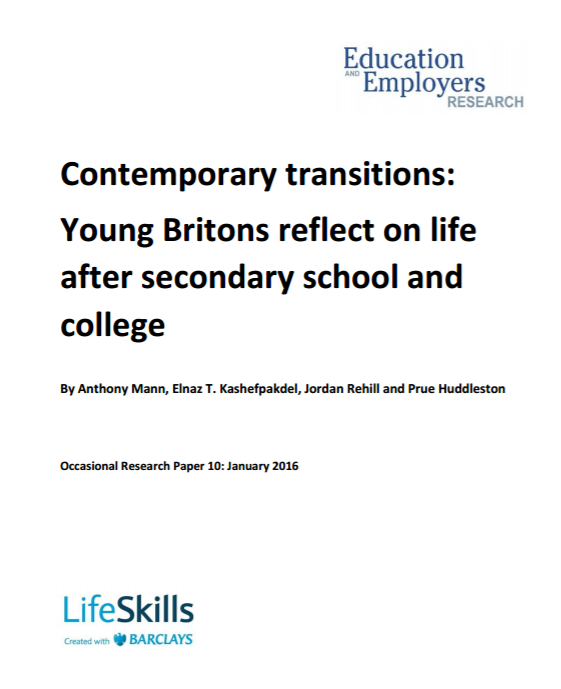 Education
AND Employers
RESEARCH
Contemporary transitions:
Young Britons reflect on life
after secondary school and
college
By Anthony Mann, Elnaz T. Kashefpakdel, Jordan Rehill and Prue Huddleston
Occasional Research Paper 10: January 2016
LifeSkills
Created with BARCLAYS